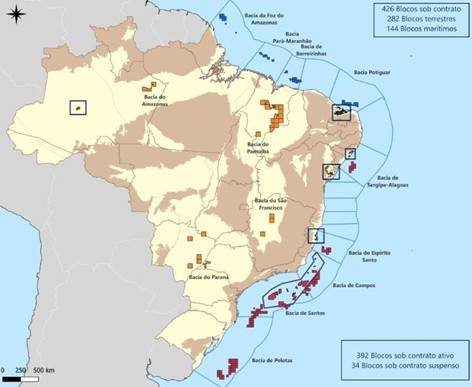 426 Blocos sob contrato
282 Blocos terrestres
144 Blocos marítimos
Bacia da Foz do
Amazonas
Bacia
Pará-Maranhão
Bacia de
Barreirinhas
Bacia Potiguar
Bacia do
Amazonas
Bacia do
Parnaíba
Bacia de
Sergipe-Alagoas
Bacia do São
Francisco
Bacia do Espírito
Santo
Bacia do Paraná
Bacia de Campos
Bacia de Santos
Bacia de Pelotas
392 Blocos sob contrato ativo
34 Blocos sob contrato suspenso
0 250 500 km